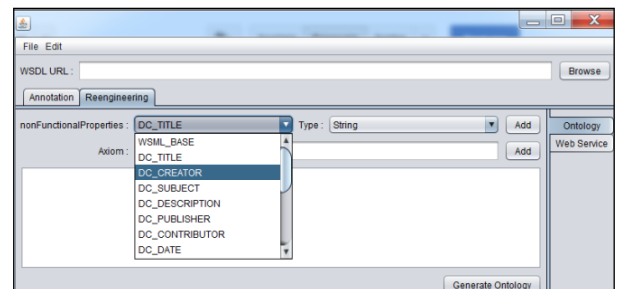 File Edit
WSDL URL : Browse
Annotation Reengineering
nonFunctionalProperties : DC_TITLE Type : String Add Ontology
Axiom : Add Web Service
WSML_BASE
DC_TITLE
DC_CREATOR
DC_SUBJECT
DC_DESCRIPTION
DC_PUBLISHER
DC_CONTRIBUTOR
DC_DATE
Generate Ontology